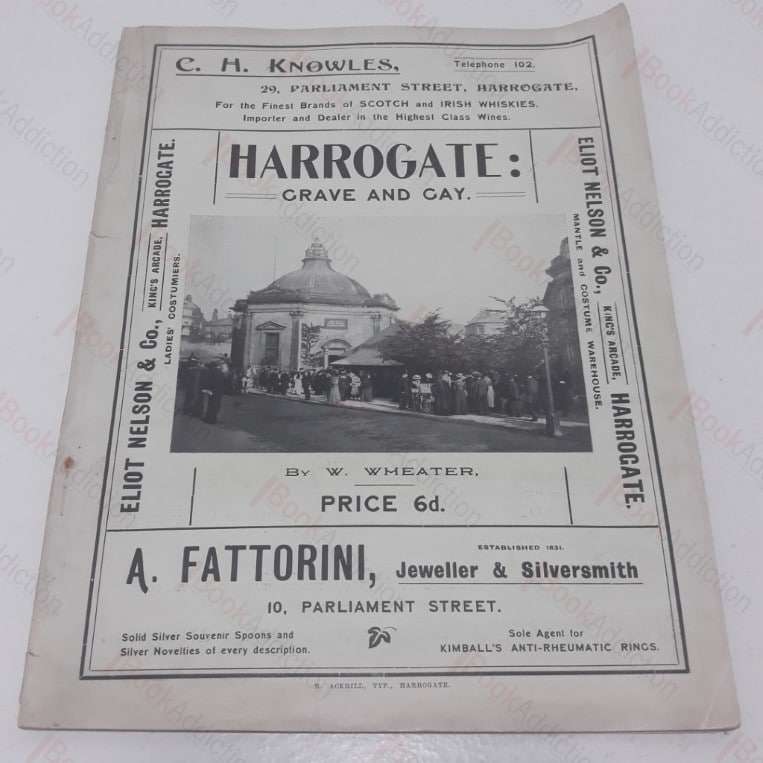 C. H. KNOWLES,
Telephone 102.
29, PARLIAMENT STREET, HARROGATE,
For the Finest Brands of SCOTCH and IRISH WHISKIES.
Importer and Dealer in the Highest Class Wines.
ELIOT NELSON & Co., KING'S ARCADE, HARROGATE.
LADIES' COSTUMIERS.
HARROGATE:
GRAVE AND GAY.
ELIOT NELSON & Co., KING'S ARCADE, HARROGATE.
MANTLE and COSTUME WAREHOUSE.
By W. WHEATER,
PRICE 6d.
ESTABLISHED 1831.
A. FATTORINI, Jeweller & Silversmith
10, PARLIAMENT STREET.
Solid Silver Souvenir Spoons and
Silver Novelties of every description.
Sole Agent for
KIMBALL'S ANTI-RHEUMATIC RINGS.
R. ACKRILL, TYP., HARROGATE.
BookAddiction